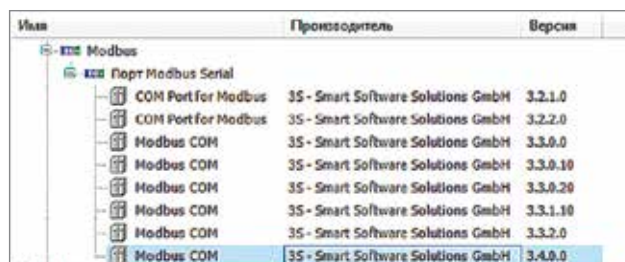 Имя Производитель Версия
Modbus
Порт Modbus Serial
COM Port for Modbus 3S - Smart Software Solutions GmbH 3.2.1.0
COM Port for Modbus 3S - Smart Software Solutions GmbH 3.2.2.0
Modbus COM 3S - Smart Software Solutions GmbH 3.3.0.0
Modbus COM 3S - Smart Software Solutions GmbH 3.3.0.10
Modbus COM 3S - Smart Software Solutions GmbH 3.3.0.20
Modbus COM 3S - Smart Software Solutions GmbH 3.3.1.10
Modbus COM 3S - Smart Software Solutions GmbH 3.3.2.0
Modbus COM 3S - Smart Software Solutions GmbH 3.4.0.0